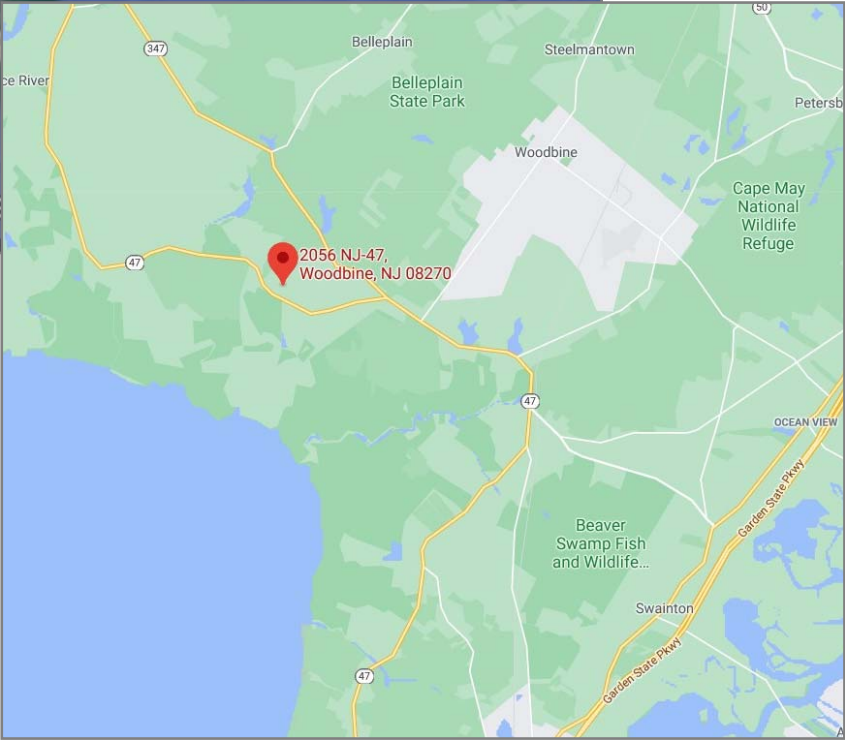 50
347
Belleplain
Steelmantown
ce River
Belleplain
State Park
Petersb
Woodbine
Cape May
National
Wildlife
Refuge
2056 NJ-47,
Woodbine, NJ 08270
47
47
OCEAN VIEW
Garden State Pkwy
Beaver
Swamp Fish
and Wildlife...
Swainton
Garden State Pkwy
47
A